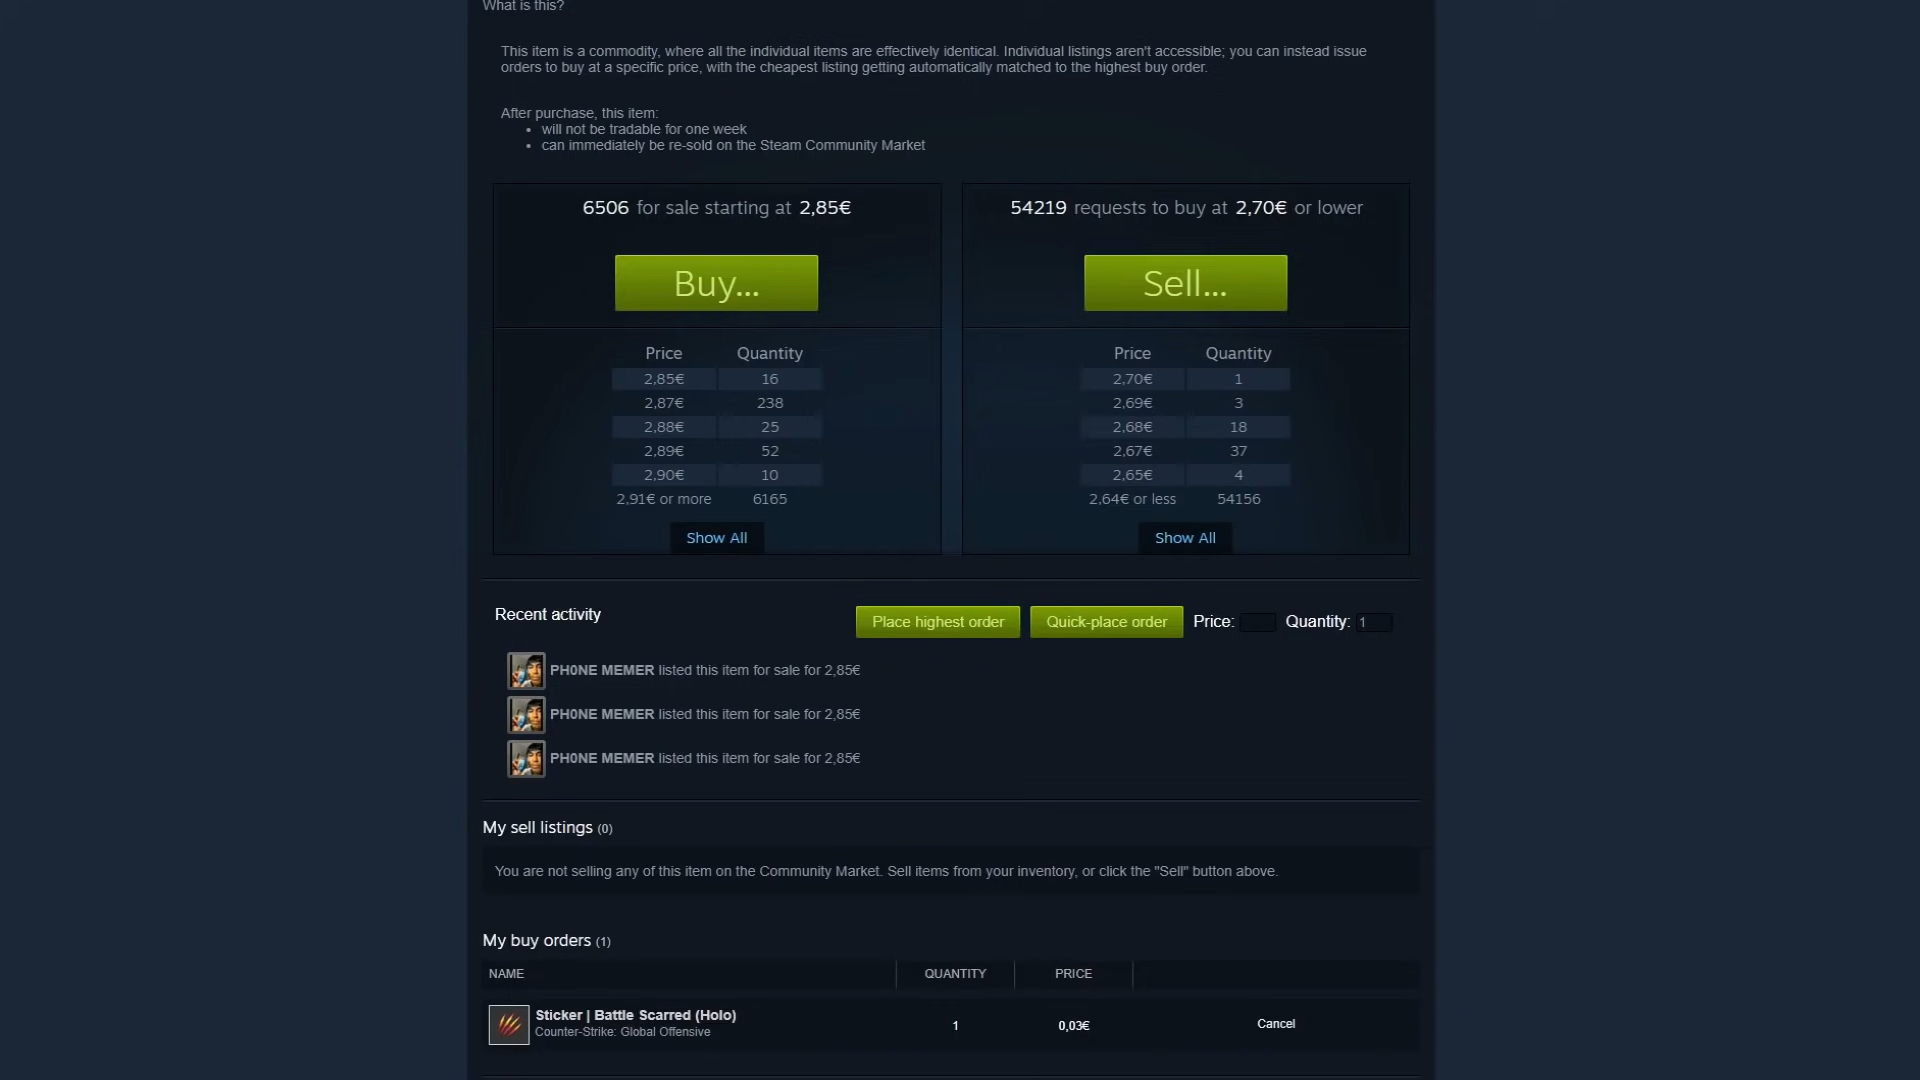 What is this?
This item is a commodity, where all the individual items are effectively identical. Individual listings aren't accessible; you can instead issue
orders to buy at a specific price, with the cheapest listing getting automatically matched to the highest buy order.
After purchase, this item:
• will not be tradable for one week
• can immediately be re-sold on the Steam Community Market
6506 for sale starting at 2,85€
Buy...
Price Quantity
2,85€ 16
2,87€ 238
2,88€ 25
2,89€ 52
2,90€ 10
2,91€ or more 6165
Show All
54219 requests to buy at 2,70€ or lower
Sell...
Price Quantity
2,70€ 1
2,69€ 3
2,68€ 18
2,67€ 37
2,65€ 4
2,64€ or less 54156
Show All
Recent activity
Place highest order Quick-place order Price: Quantity: 1
PH0NE MEMER listed this item for sale for 2,85€
PH0NE MEMER listed this item for sale for 2,85€
PH0NE MEMER listed this item for sale for 2,85€
My sell listings (0)
You are not selling any of this item on the Community Market. Sell items from your inventory, or click the "Sell" button above.
My buy orders (1)
NAME QUANTITY PRICE
Sticker | Battle Scarred (Holo) 1 0,03€ Cancel
Counter-Strike: Global Offensive